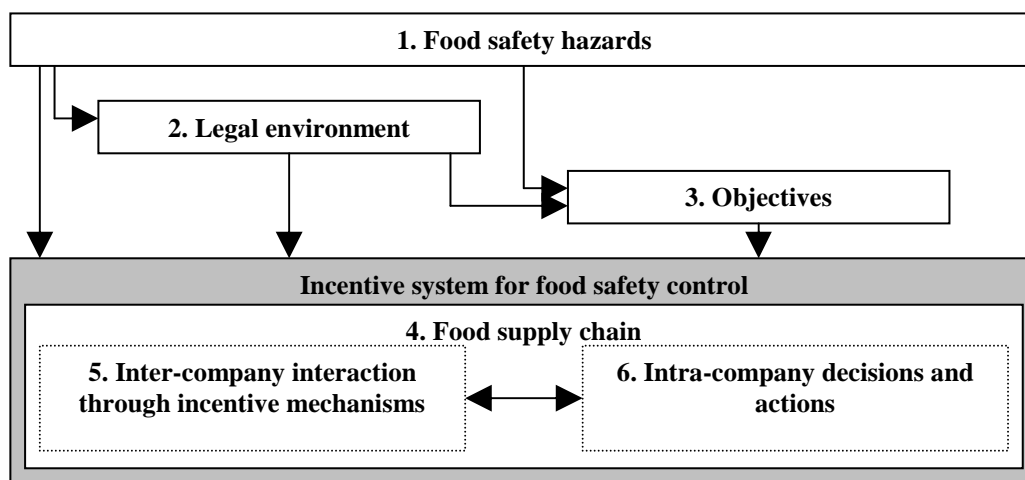 1. Food safety hazards
2. Legal environment
3. Objectives
Incentive system for food safety control
4. Food supply chain
5. Inter-company interaction
through incentive mechanisms
6. Intra-company decisions and
actions